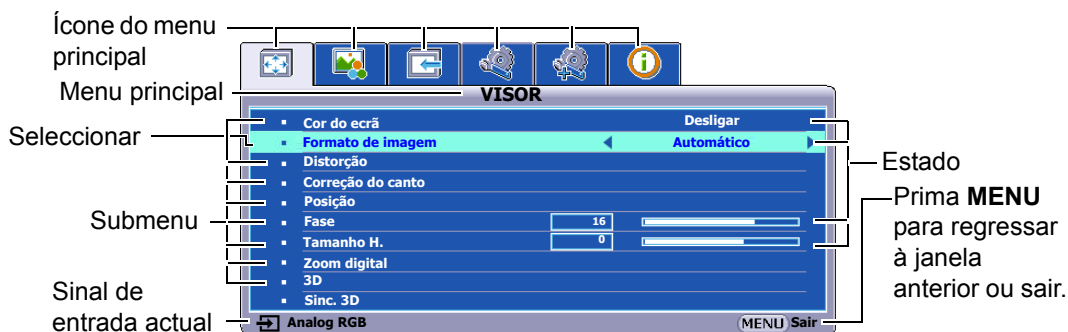 Ícone do menu
principal
Menu principal
VISOR
Seleccionar
Cor do ecrã Desligar
Formato de imagem Automático
Distorção
Correção do canto
Posição
Fase 16
Tamanho H. 0
Zoom digital
3D
Sinc. 3D
Submenu
Estado
Prima MENU
para regressar
à janela
anterior ou sair.
Sinal de
entrada actual
Analog RGB
MENU Sair